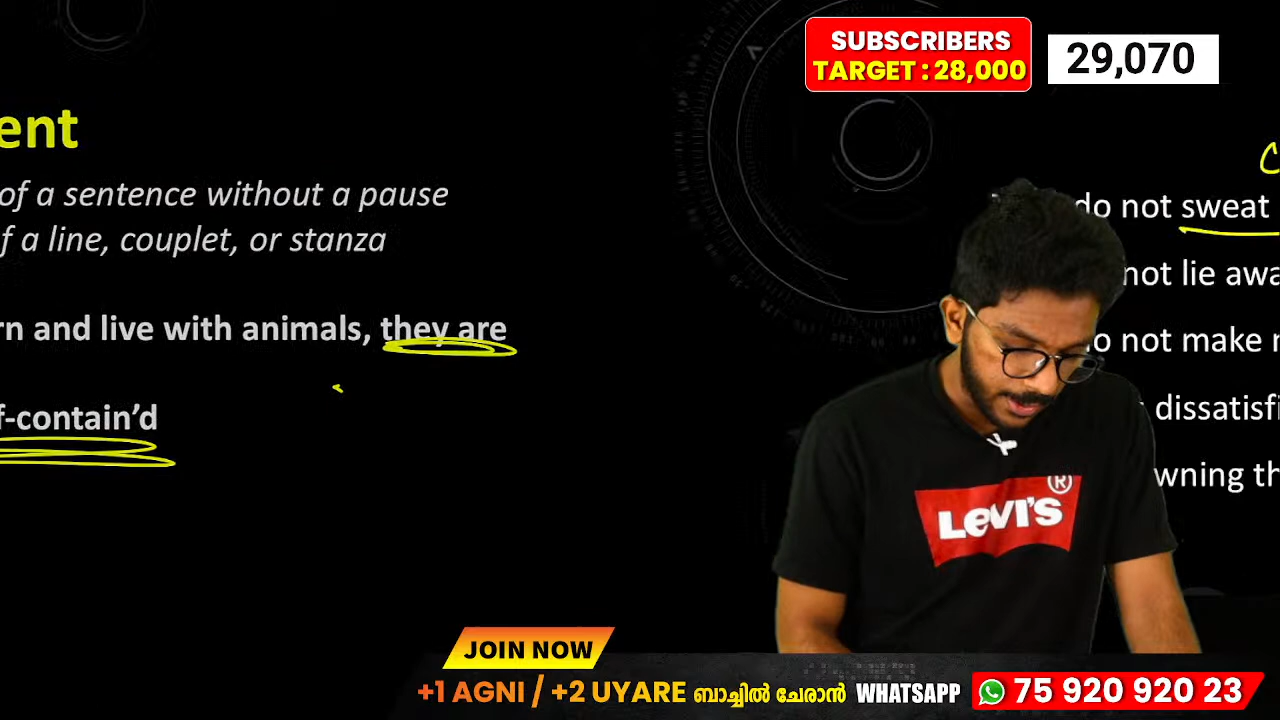 SUBSCRIBERS
TARGET : 28,000
29,070
ent
of a sentence without a pause
f a line, couplet, or stanza
rn and live with animals, they are
f-contain’d
do not sweat
not lie awa
o not make
dissatisfi
wning th
LEVI'S
®
JOIN NOW
+1 AGNI / +2 UYARE ബാച്ചിൽ ചേരാൻ WHATSAPP 75 920 920 23